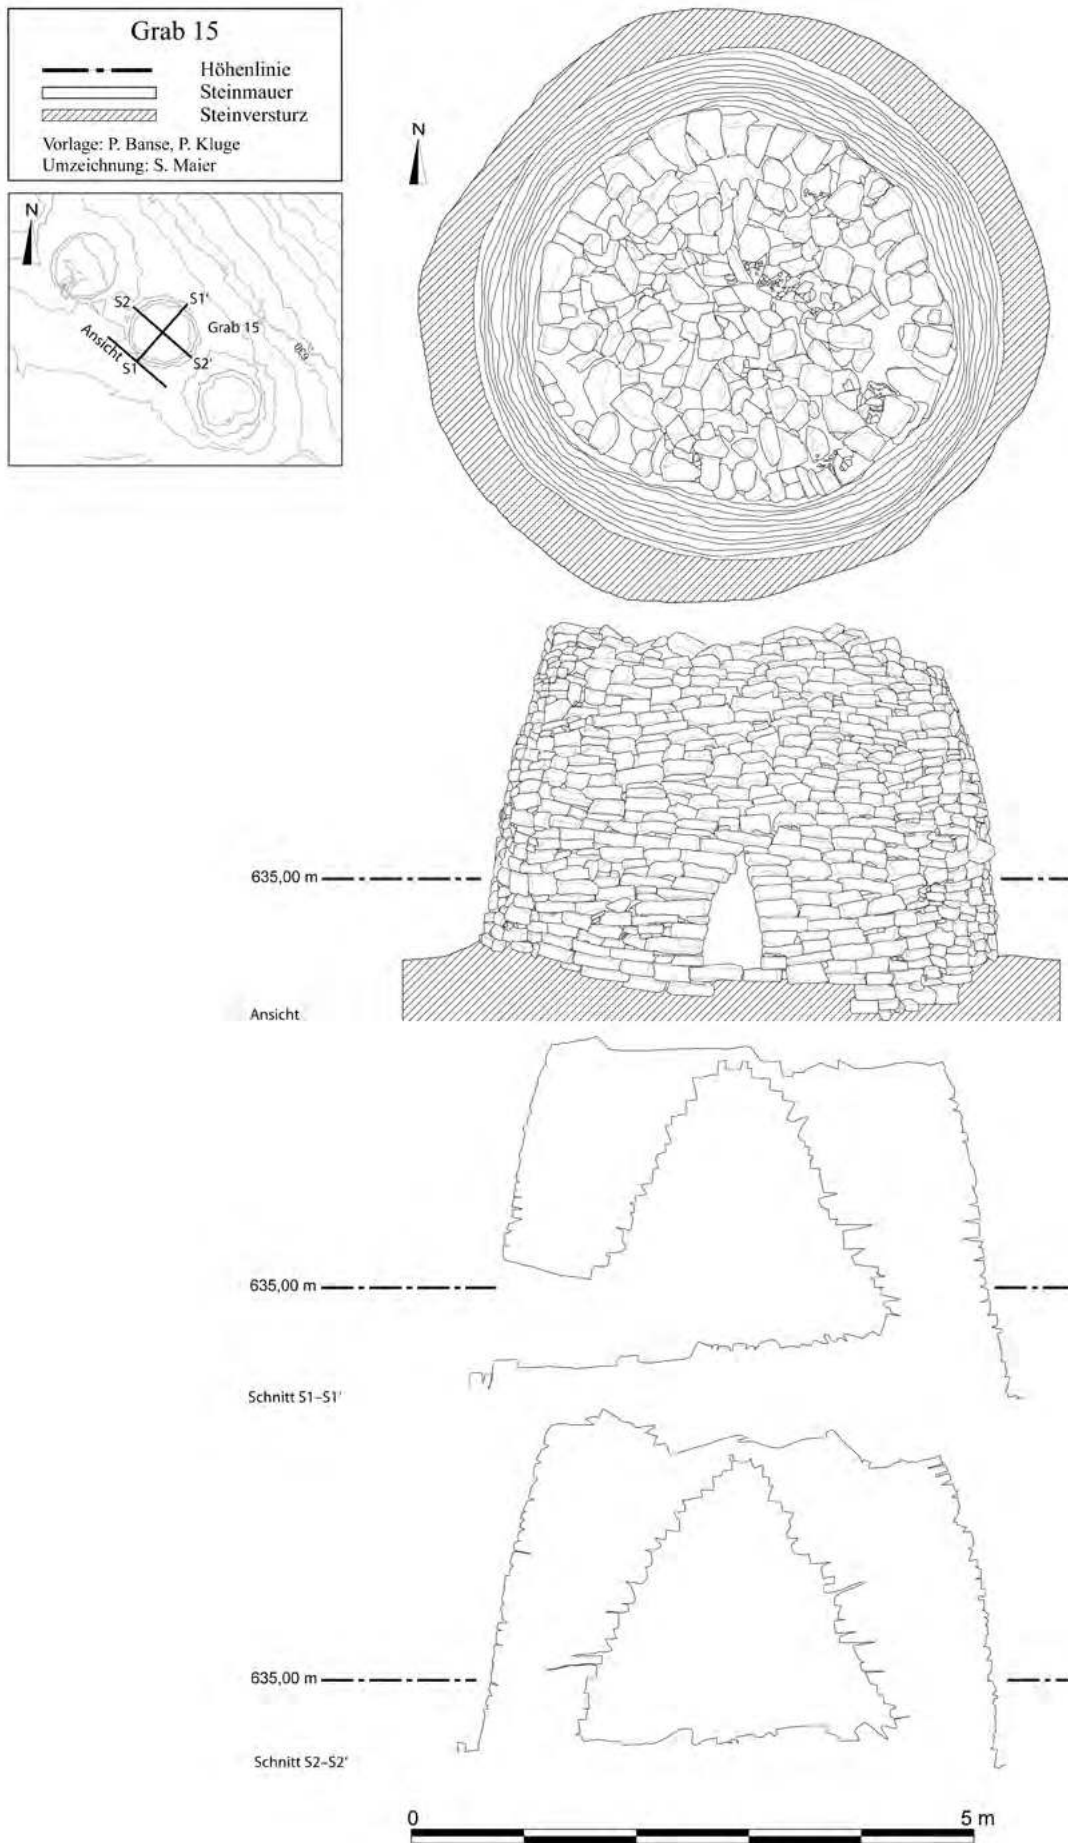 Grab 15
Höhenlinie
Steinmauer
Steinversturz
Vorlage: P. Banse, P. Kluge
Umzeichnung: S. Maier
N
N
S2
S1'
Grab 15
Ansicht
S1
S2'
630
635,00 m
Ansicht
635,00 m
Schnitt S1–S1'
635,00 m
Schnitt S2–S2'
0
5 m